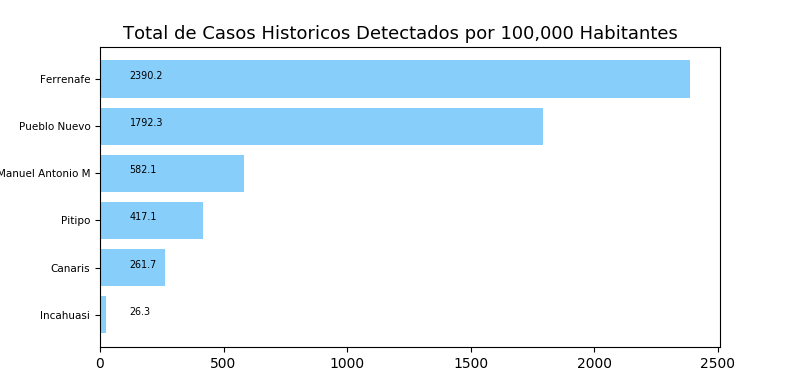 Total de Casos Historicos Detectados por 100,000 Habitantes
Ferrenafe 2390.2
Pueblo Nuevo 1792.3
Manuel Antonio M 582.1
Pitipo 417.1
Canaris 261.7
Incahuasi 26.3
0 500 1000 1500 2000 2500